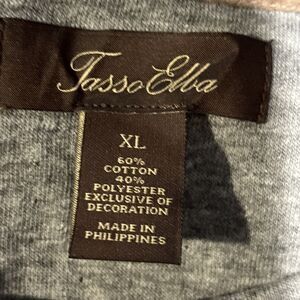 Tasso Elba
XL
60%
COTTON
40%
POLYESTER
EXCLUSIVE OF
DECORATION
MADE IN
PHILIPPINES